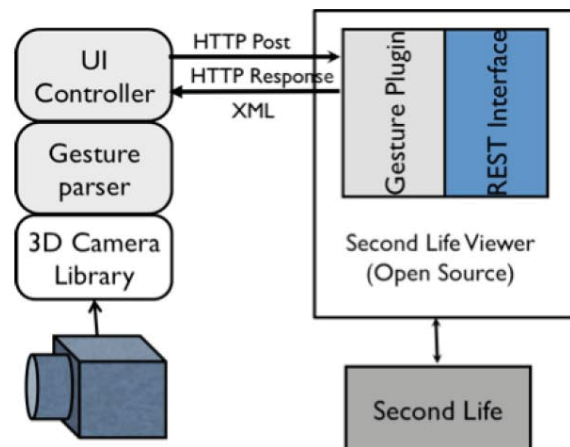 UI
Controller
Gesture
parser
3D Camera
Library
HTTP Post
HTTP Response
XML
Gesture Plugin
REST Interface
Second Life Viewer
(Open Source)
Second Life